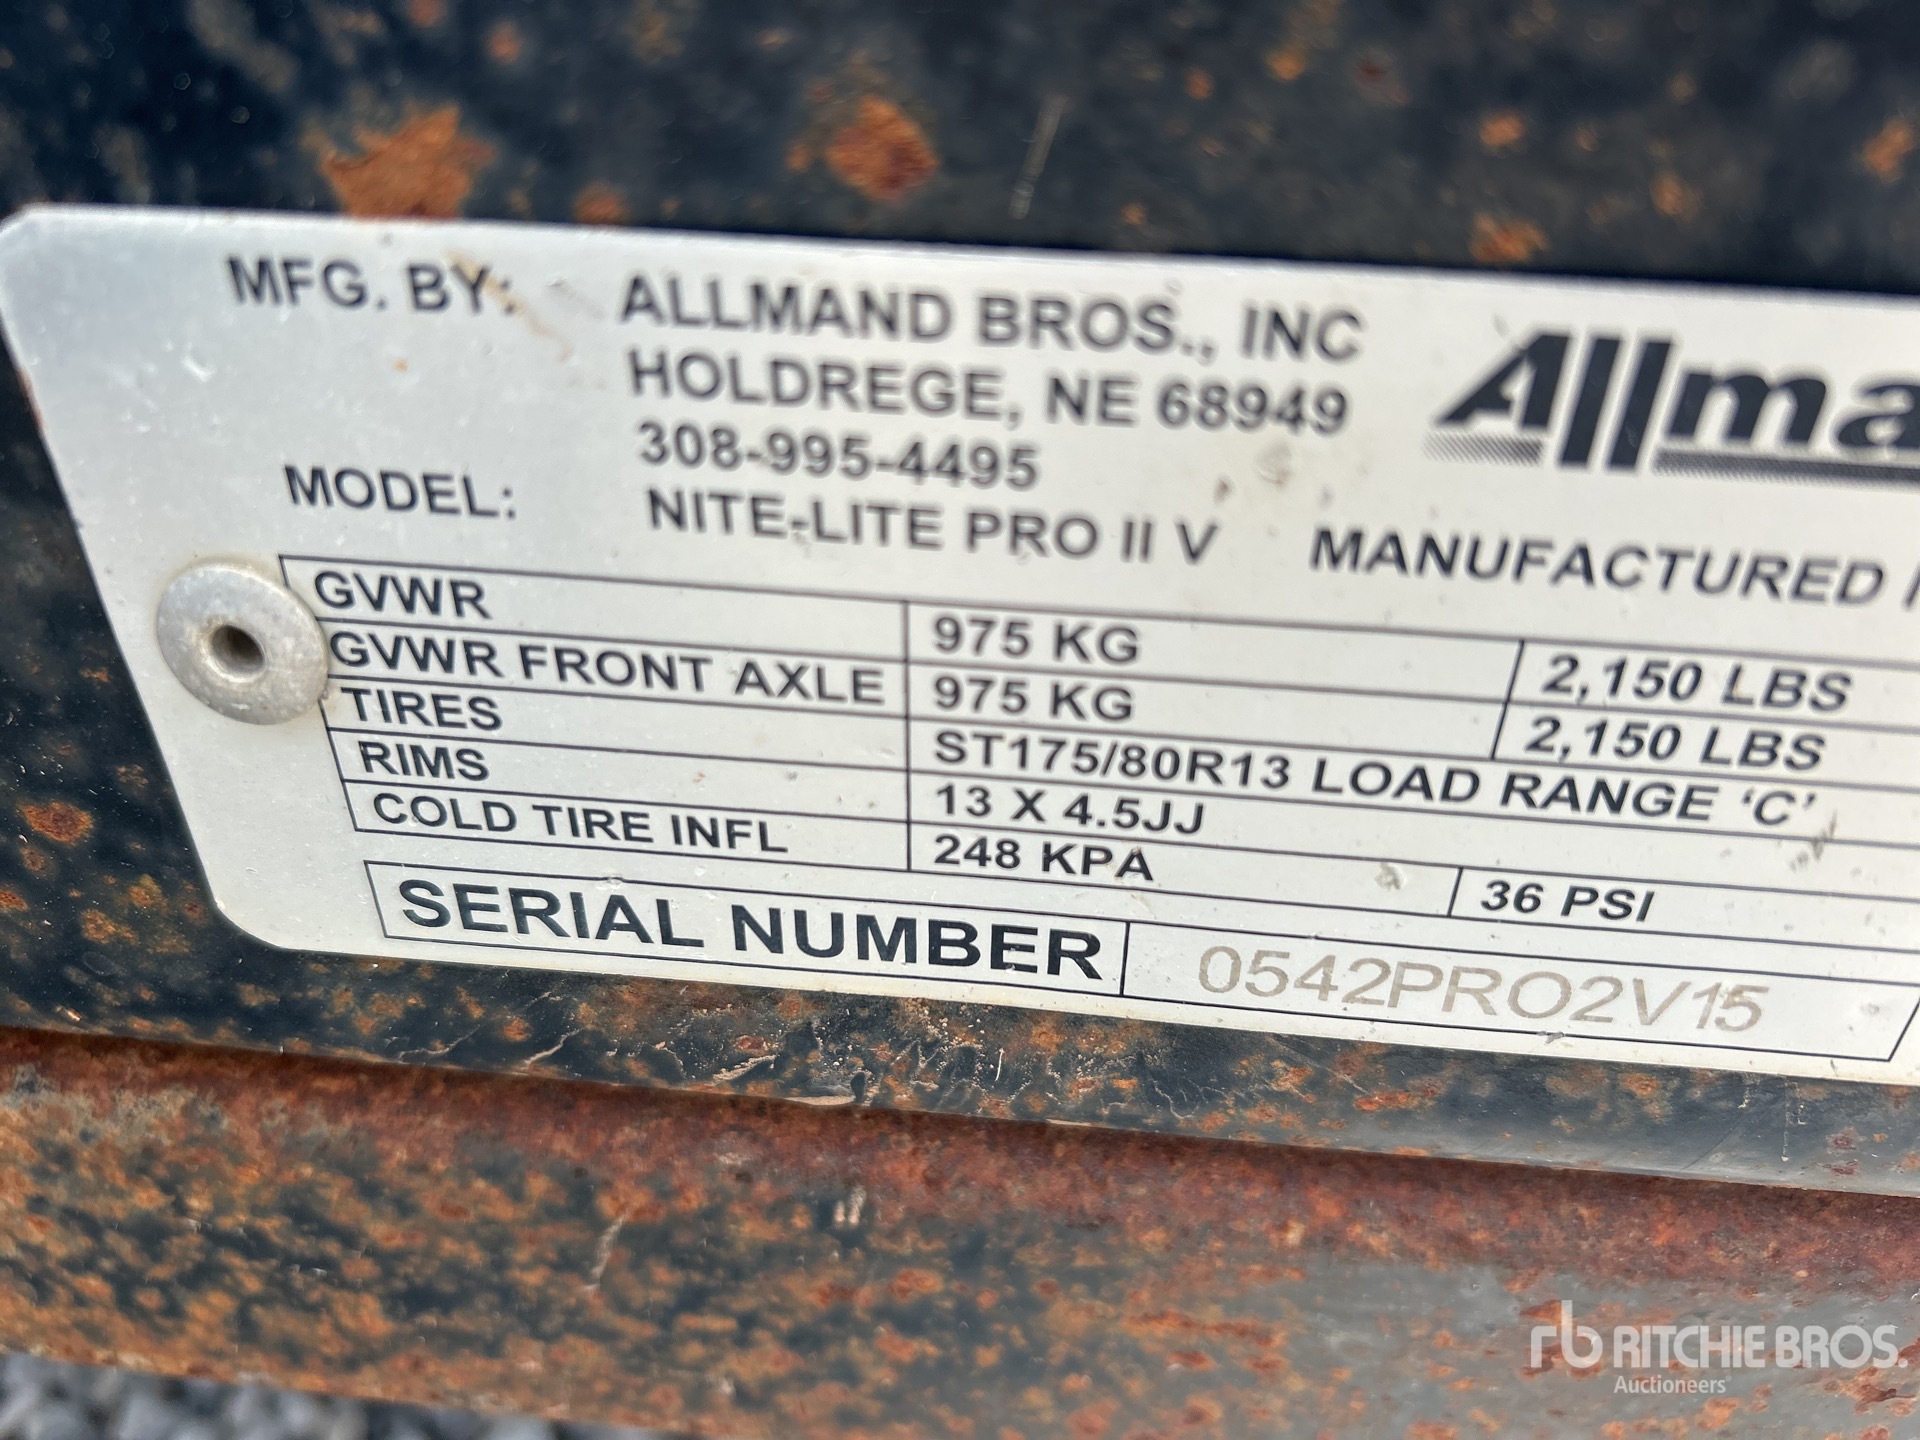 MFG. BY: ALLMAND BROS., INC
HOLDREGE, NE 68949
308-995-4495
Allma
MODEL: NITE-LITE PRO II V MANUFACTURED
GVWR 975 KG 2,150 LBS
GVWR FRONT AXLE 975 KG 2,150 LBS
TIRES ST175/80R13 LOAD RANGE 'C'
RIMS 13 X 4.5JJ
COLD TIRE INFL 248 KPA 36 PSI
SERIAL NUMBER 0542PRO2V15
rb RITCHIE BROS.
Auctioneers